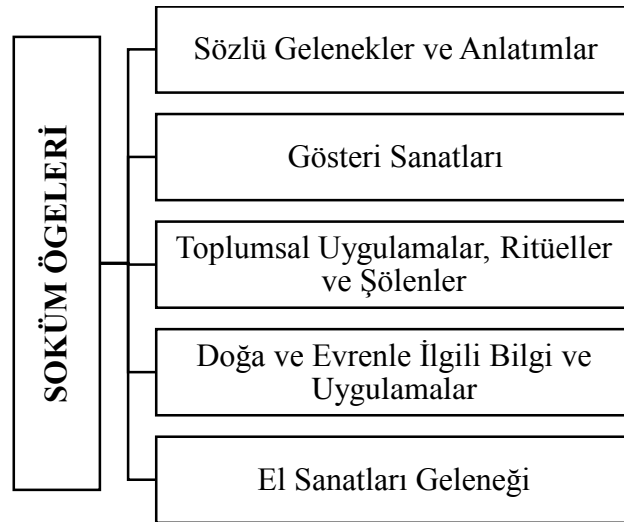 SOKÜM ÖGELERİ
Sözlü Gelenekler ve Anlatımlar
Gösteri Sanatları
Toplumsal Uygulamalar, Ritüeller
ve Şölenler
Doğa ve Evrenle İlgili Bilgi ve
Uygulamalar
El Sanatları Geleneği